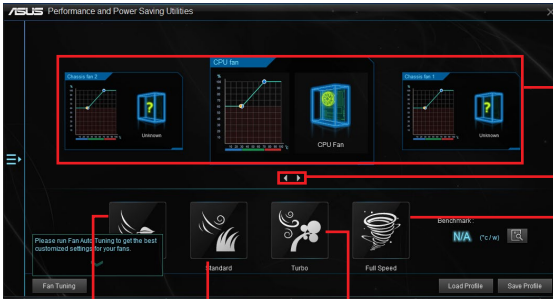 ASUS Performance and Power Saving Utilities
CPU fan
Chassis fan 2
Unknown
CPU Fan
Chassis fan 1
Unknown
Please run Fan Auto Tuning to get the best
customized settings for your fans.
Standard
Turbo
Full Speed
Benchmark :
N/A (°c / w)
Fan Tuning
Load Profile
Save Profile